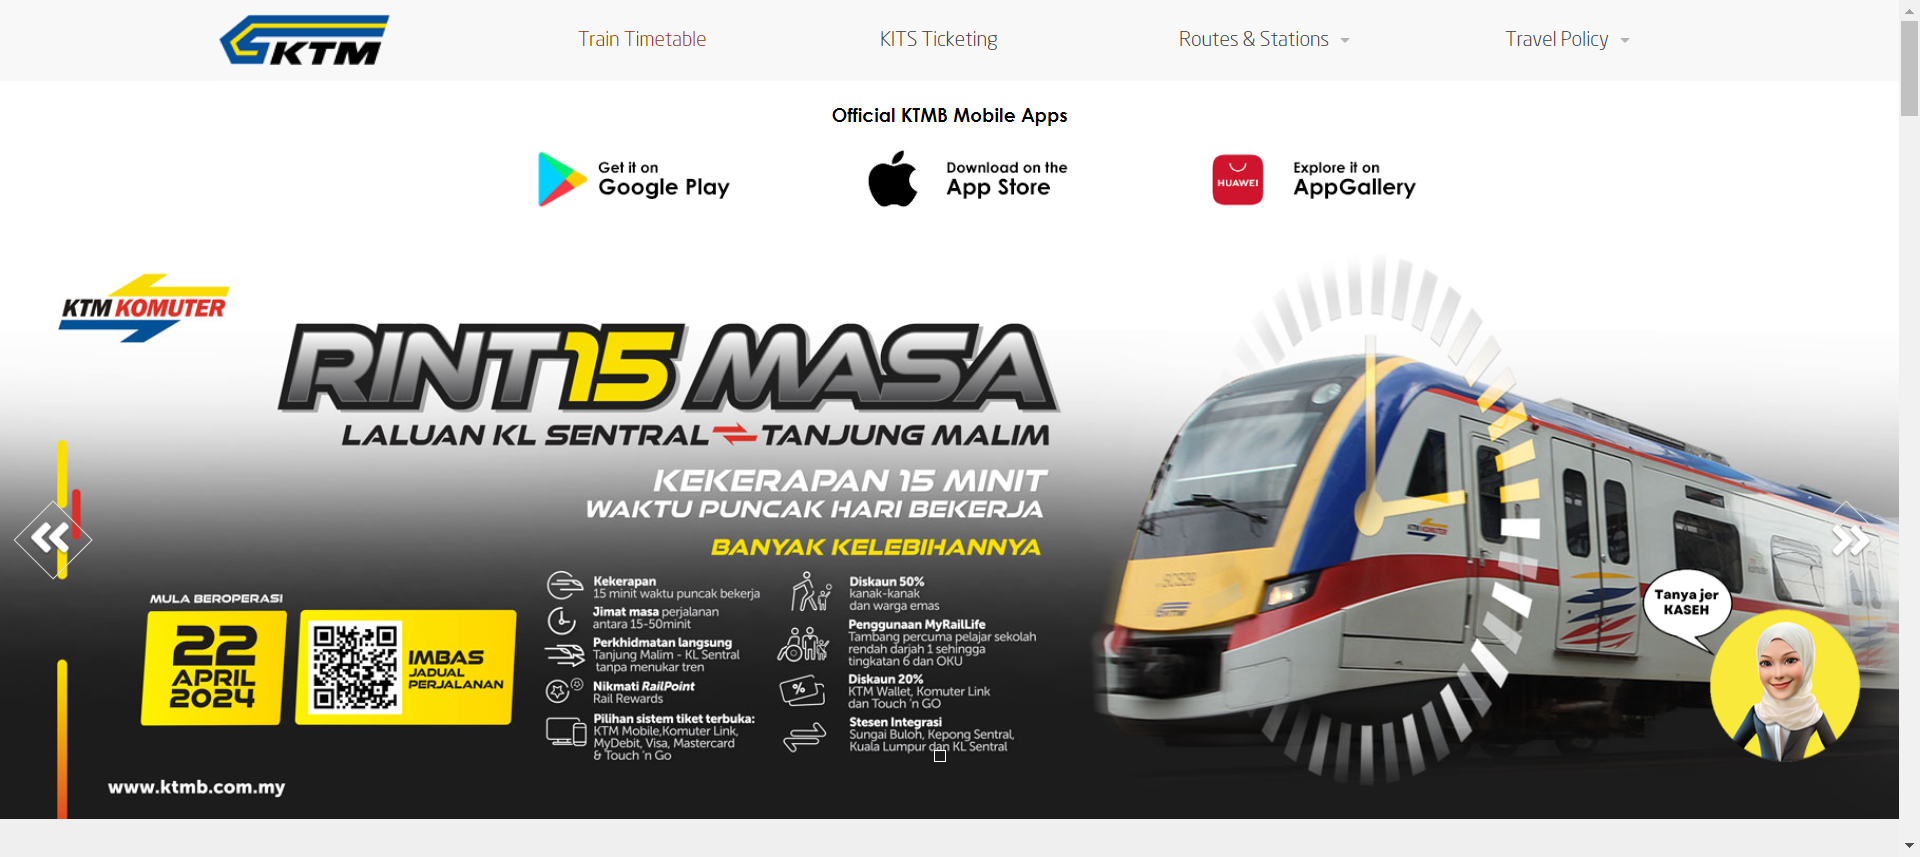 KTM
Train Timetable
KITS Ticketing
Routes & Stations
Travel Policy
Official KTMB Mobile Apps
Get it on
Google Play
Download on the
App Store
HUAWEI
Explore it on
AppGallery
KTM KOMUTER
RINT15 MASA
LALUAN KL SENTRAL TANJUNG MALIM
KEKERAPAN 15 MINIT
WAKTU PUNCAK HARI BEKERJA
BANYAK KELEBIHANNYA
MULA BEROPERASI
22
APRIL
2024
IMBAS
JADUAL
PERJALANAN
Kekerapan
15 minit waktu puncak bekerja
Jimat masa perjalanan
antara 15-50minit
Perkhidmatan langsung
Tanjung Malim - KL Sentral
tanpa menukar tren
Nikmati RailPoint
Rail Rewards
Pilihan sistem tiket terbuka:
KTM Mobile,Komuter Link,
MyDebit, Visa, Mastercard
& Touch 'n Go
Diskaun 50%
kanak-kanak
dan warga emas
Penggunaan MyRailLife
Tambang percuma pelajar sekolah
rendah darjah 1 sehingga
tingkatan 6 dan OKU
%
Diskaun 20%
KTM Wallet, Komuter Link
dan Touch 'n GO
Stesen Integrasi
Sungai Buloh, Kepong Sentral,
Kuala Lumpur dan KL Sentral
Tanya jer
KASEH
www.ktmb.com.my